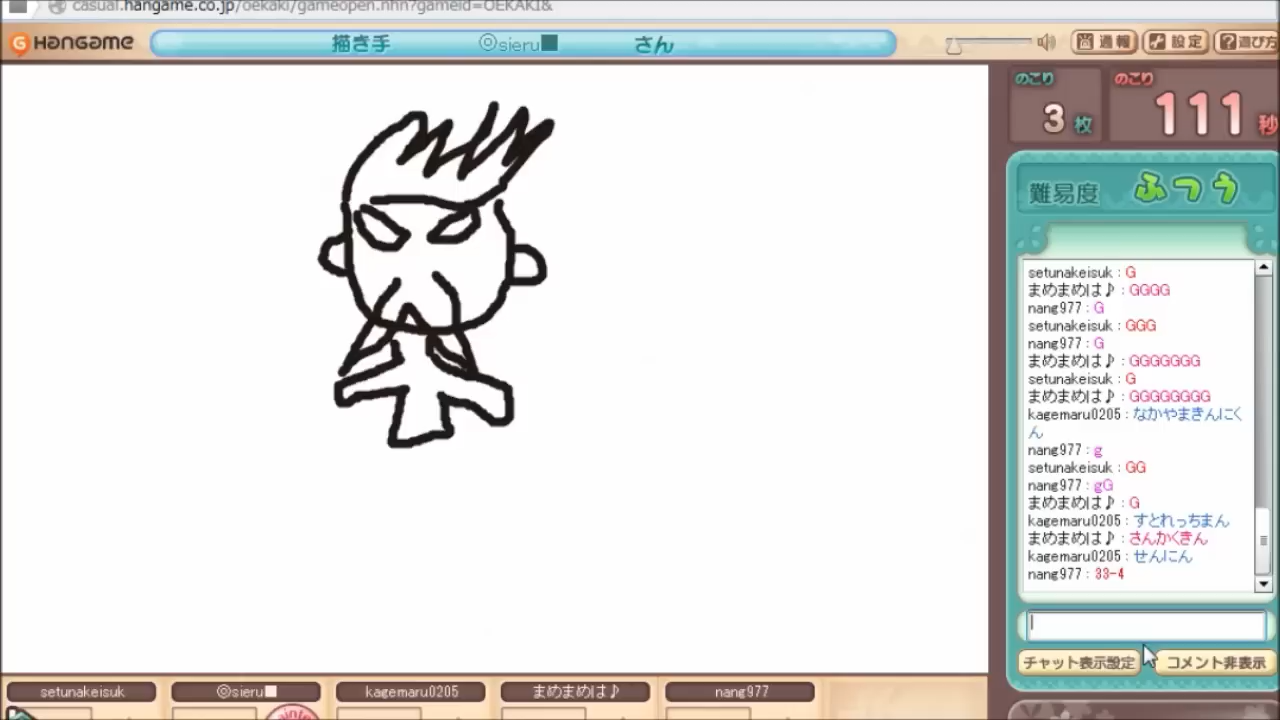 casual.hangame.co.jp/oekaki/gameopen.nhn?gameid=OEKAKI&
HANGAME
描き手 ◎sieru■ さん
通報
設定
遊び方
のこり
3枚
のこり
111秒
難易度 ふつう
setunakeisuk : G
まめまめは♪ : GGGG
nang977 : G
setunakeisuk : GGG
nang977 : G
まめまめは♪ : GGGGGGG
setunakeisuk : G
まめまめは♪ : GGGGGGGG
kagemaru0205 : なかやまきんにく
ん
nang977 : g
setunakeisuk : GG
nang977 : gG
まめまめは♪ : G
kagemaru0205 : すとれっちまん
まめまめは♪ : さんかくきん
kagemaru0205 : せんにん
nang977 : 33-4
チャット表示設定
コメント非表示
setunakeisuk
◎sieru■
kagemaru0205
まめまめは♪
nang977